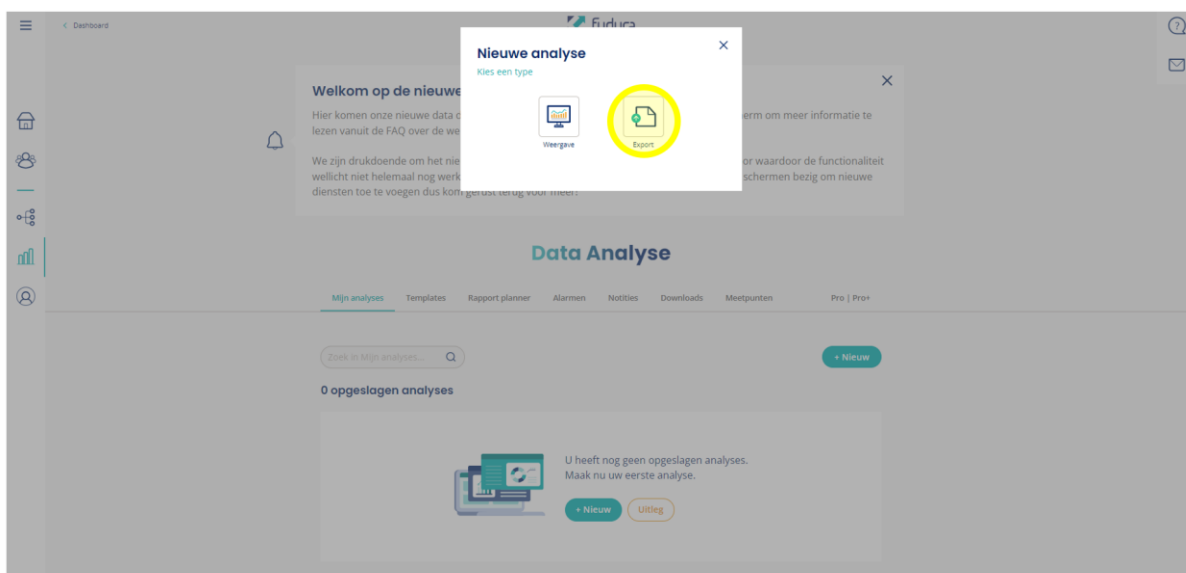 Dashboard
Fuduca
Nieuwe analyse
Kies een type
Weergave
Export
Welkom op de nieuwe
Hier komen onze nieuwe data
erm om meer informatie te
lezen vanuit de FAQ over de we
We zijn drukdoende om het nie
or waardoor de functionaliteit
wellicht niet helemaal nog werk
schermen bezig om nieuwe
diensten toe te voegen dus kom gerust terug voor meer!
Data Analyse
Mijn analyses Templates Rapport planner Alarmen Notities Downloads Meetpunten Pro | Pro+
Zoek in Mijn analyses...
+ Nieuw
0 opgeslagen analyses
U heeft nog geen opgeslagen analyses.
Maak nu uw eerste analyse.
+ Nieuw
Uitleg